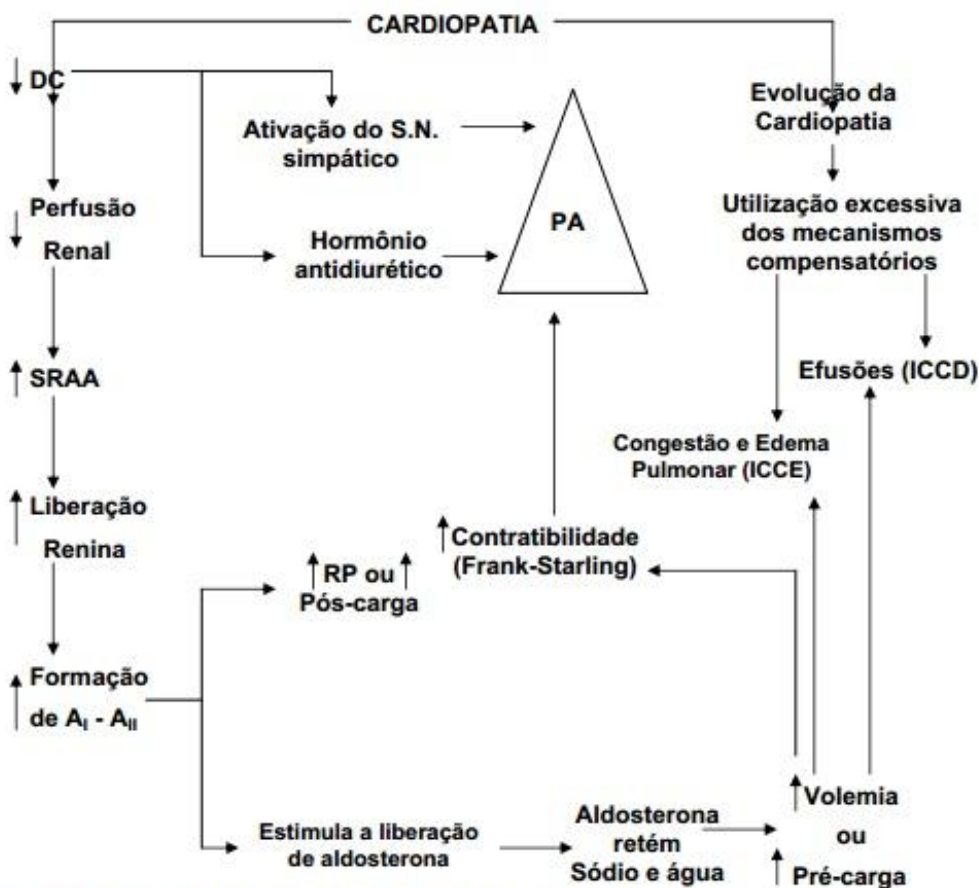 CARDIOPATIA
DC
Ativação do S.N.
simpático
Evolução da
Cardiopatia
PA
Perfusão
Renal
Hormônio
antidiurético
Utilização excessiva
dos mecanismos
compensatórios
SRAA
Efusões (ICCD)
Congestão e Edema
Pulmonar (ICCE)
Liberação
Renina
Contratibilidade
(Frank-Starling)
RP ou
Pós-carga
Formação
de AI - AII
Estimula a liberação
de aldosterona
Aldosterona
retém
Sódio e água
Volemia
ou
Pré-carga